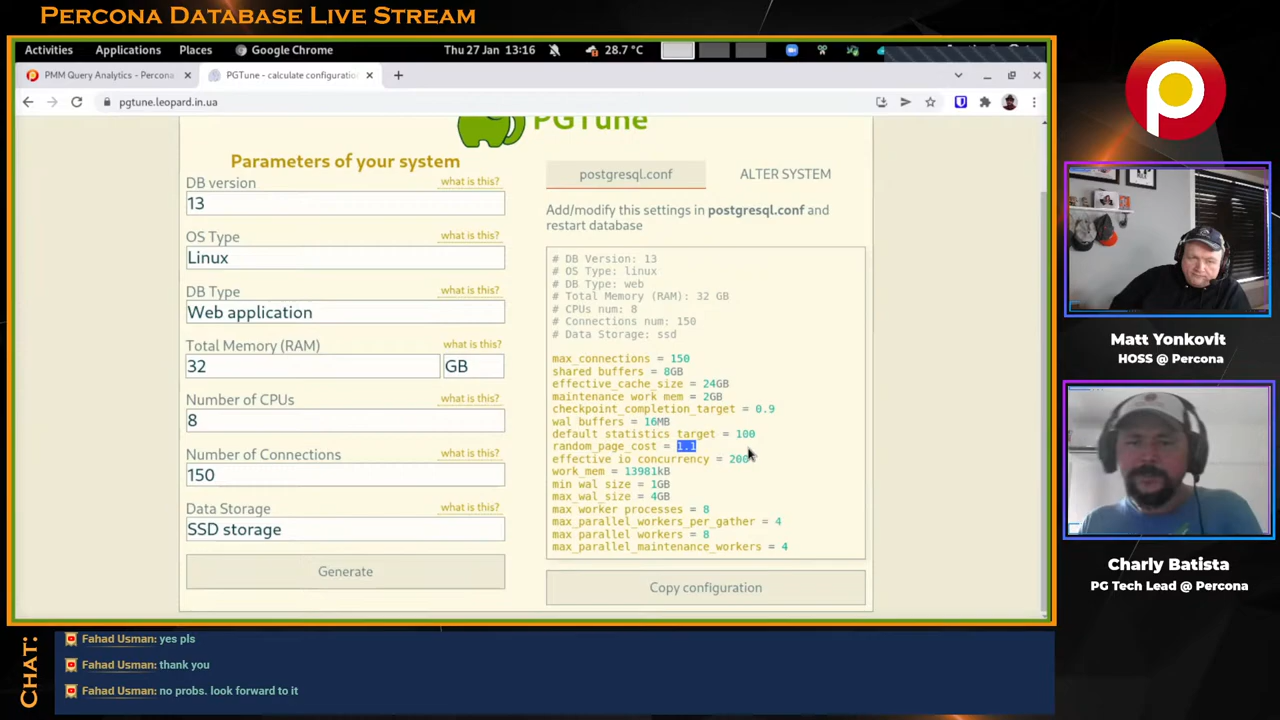 PERCONA DATABASE LIVE STREAM
Activities Applications Places Google Chrome Thu 27 Jan 13:16 28.7 °C
PMM Query Analytics - Percona PGTune - calculate configuratio
pgtune.leopard.in.ua
PGTune
Parameters of your system
DB version what is this?
13
OS Type what is this?
Linux
DB Type what is this?
Web application
Total Memory (RAM) what is this?
32 GB
Number of CPUs what is this?
8
Number of Connections what is this?
150
Data Storage what is this?
SSD storage
Generate
postgresql.conf ALTER SYSTEM
Add/modify this settings in postgresql.conf and
restart database
# DB Version: 13
# OS Type: linux
# DB Type: web
# Total Memory (RAM): 32 GB
# CPUs num: 8
# Connections num: 150
# Data Storage: ssd
max_connections = 150
shared_buffers = 8GB
effective_cache_size = 24GB
maintenance_work_mem = 2GB
checkpoint_completion_target = 0.9
wal_buffers = 16MB
default_statistics_target = 100
random_page_cost = 1.1
effective_io_concurrency = 200
work_mem = 13981kB
min_wal_size = 1GB
max_wal_size = 4GB
max_worker_processes = 8
max_parallel_workers_per_gather = 4
max_parallel_workers = 8
max_parallel_maintenance_workers = 4
Copy configuration
Matt Yonkovit
HOSS @ Percona
Charly Batista
PG Tech Lead @ Percona
CHAT:
Fahad Usman: yes pls
Fahad Usman: thank you
Fahad Usman: no probs. look forward to it